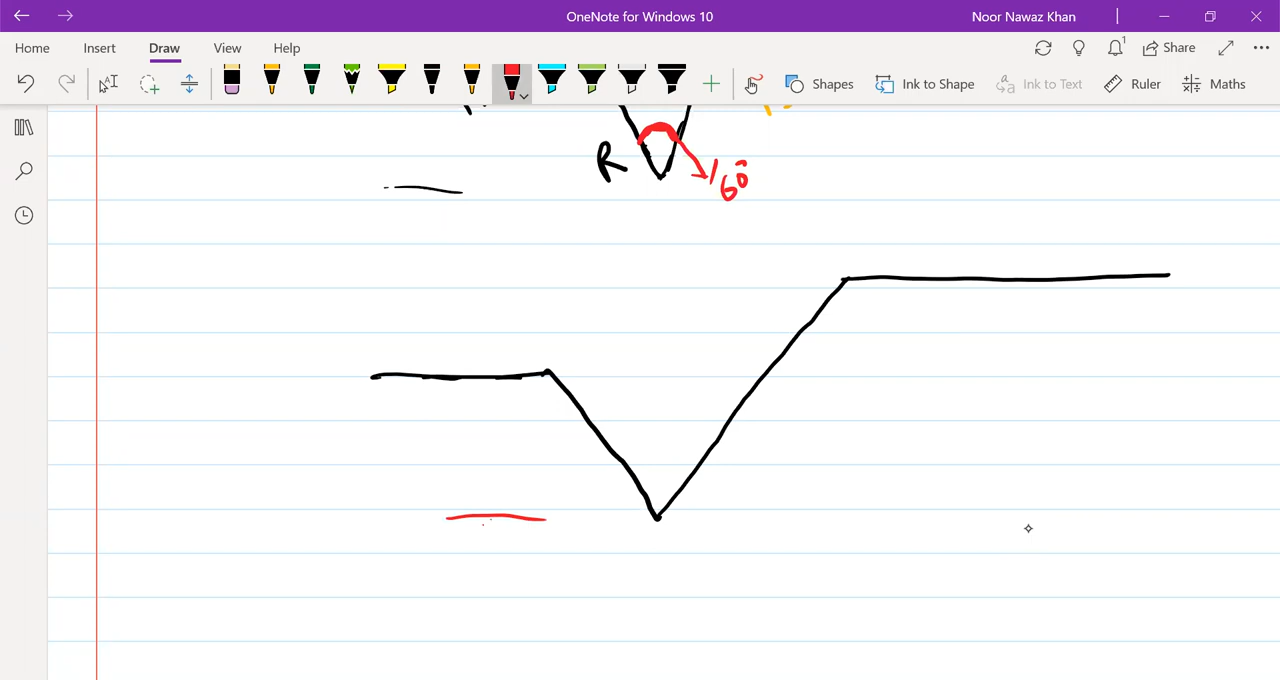 OneNote for Windows 10 Noor Nawaz Khan
Home Insert Draw View Help 1 Share
Shapes Ink to Shape Ink to Text Ruler Maths
R
60°